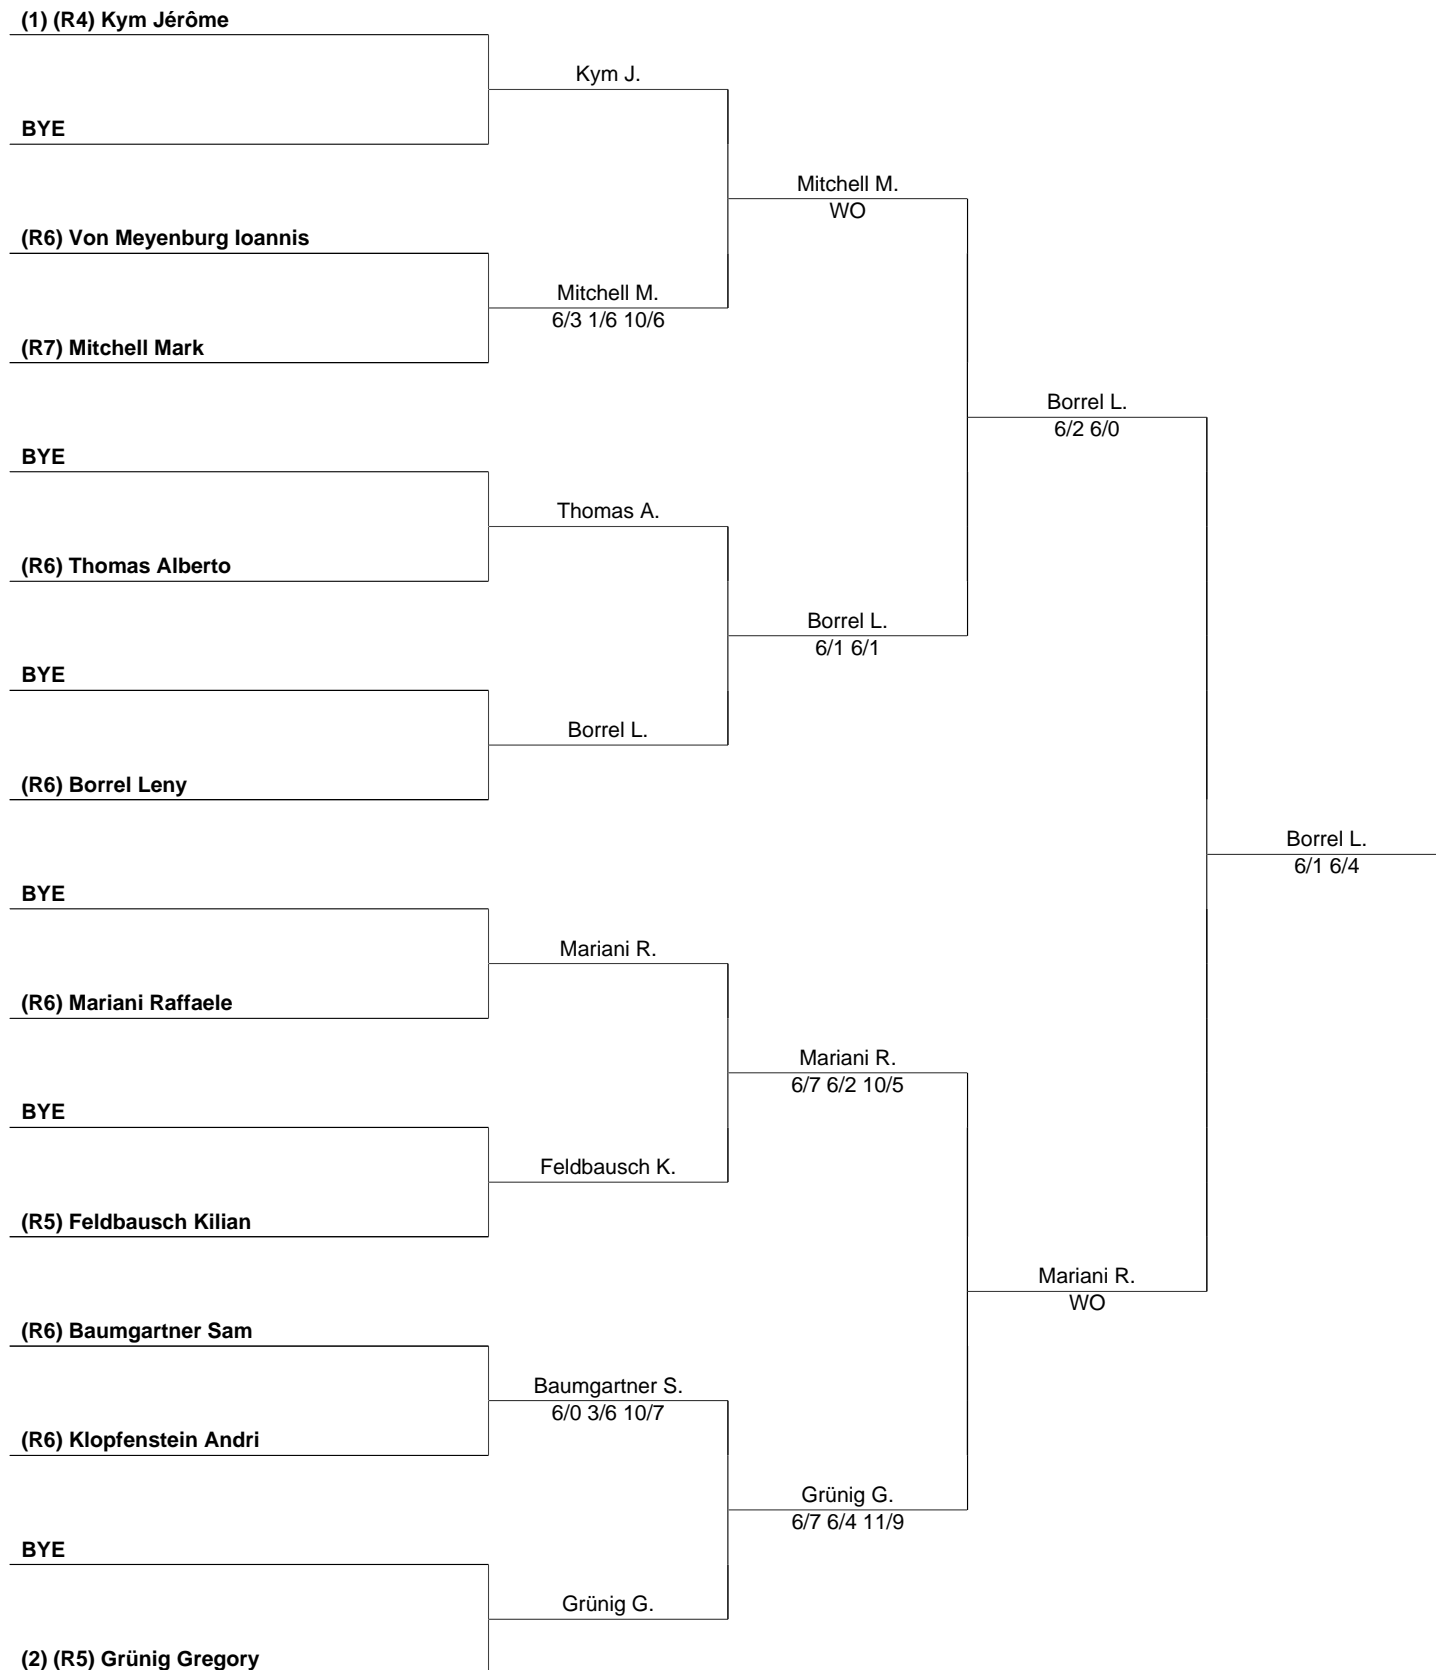 (1) (R4) Kym Jérôme
Kym J.
BYE
Mitchell M.
WO
(R6) Von Meyenburg Ioannis
Mitchell M.
6/3 1/6 10/6
(R7) Mitchell Mark
Borrel L.
6/2 6/0
BYE
Thomas A.
(R6) Thomas Alberto
Borrel L.
6/1 6/1
BYE
Borrel L.
(R6) Borrel Leny
Borrel L.
6/1 6/4
BYE
Mariani R.
(R6) Mariani Raffaele
Mariani R.
6/7 6/2 10/5
BYE
Feldbausch K.
(R5) Feldbausch Kilian
Mariani R.
WO
(R6) Baumgartner Sam
Baumgartner S.
6/0 3/6 10/7
(R6) Klopfenstein Andri
Grünig G.
6/7 6/4 11/9
BYE
Grünig G.
(2) (R5) Grünig Gregory